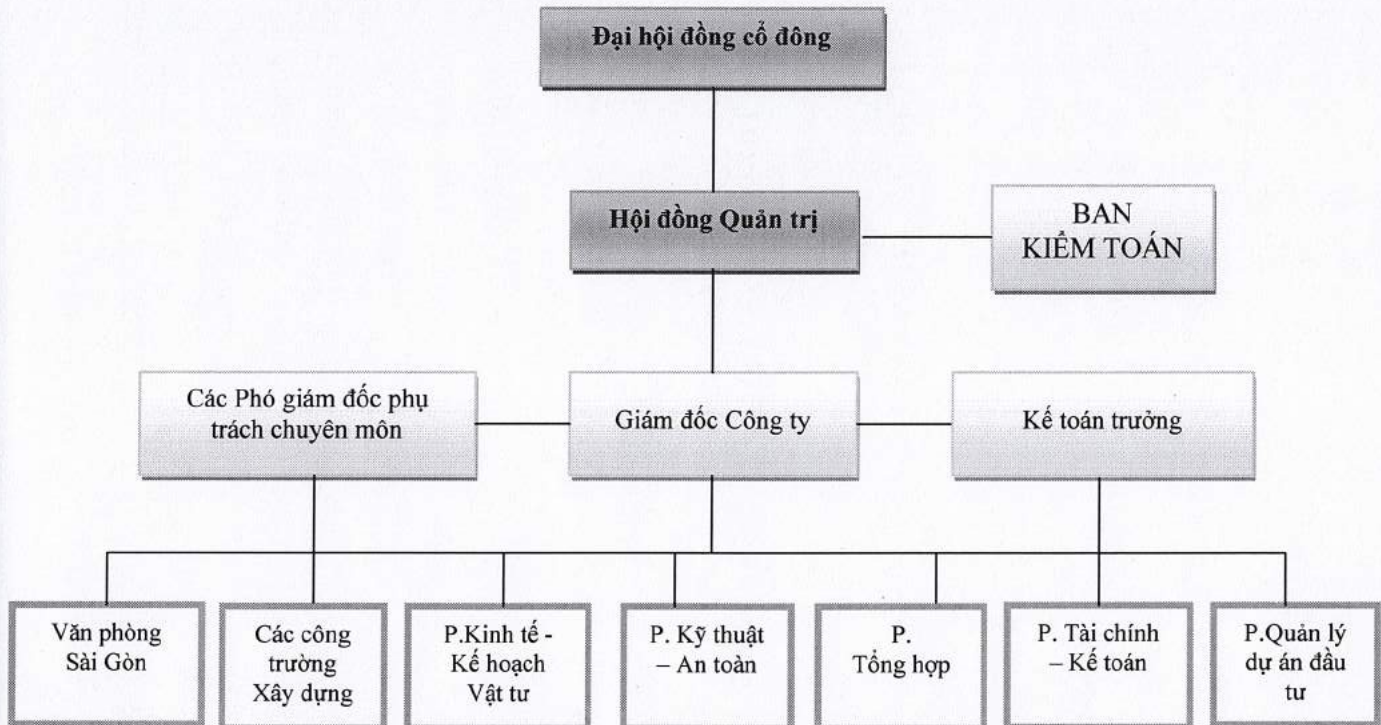 Đại hội đồng cổ đông
Hội đồng Quản trị
BAN
KIỂM TOÁN
Các Phó giám đốc phụ
trách chuyên môn
Giám đốc Công ty
Kế toán trưởng
Văn phòng
Sài Gòn
Các công
trường
Xây dựng
P.Kinh tế -
Kế hoạch
Vật tư
P. Kỹ thuật
– An toàn
P.
Tổng hợp
P. Tài chính
– Kế toán
P.Quản lý
dự án đầu
tư